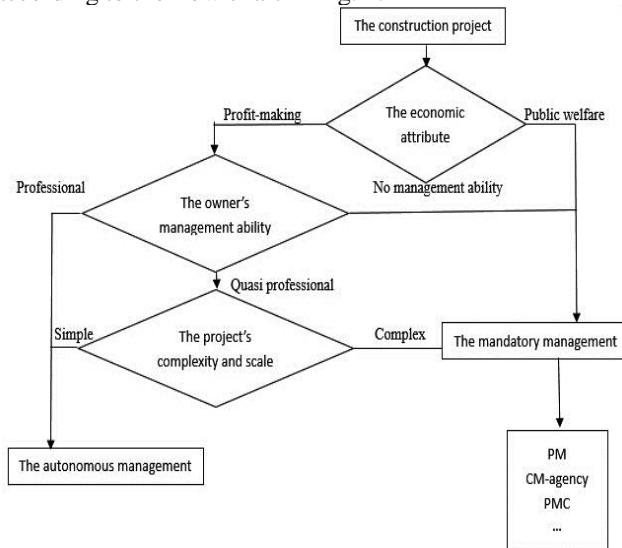 The construction project
Profit-making
The economic
attribute
Public welfare
Professional
The owner's
management ability
No management ability
Quasi professional
Simple
The project's
complexity and scale
Complex
The mandatory management
The autonomous management
PM
CM-agency
PMC
...